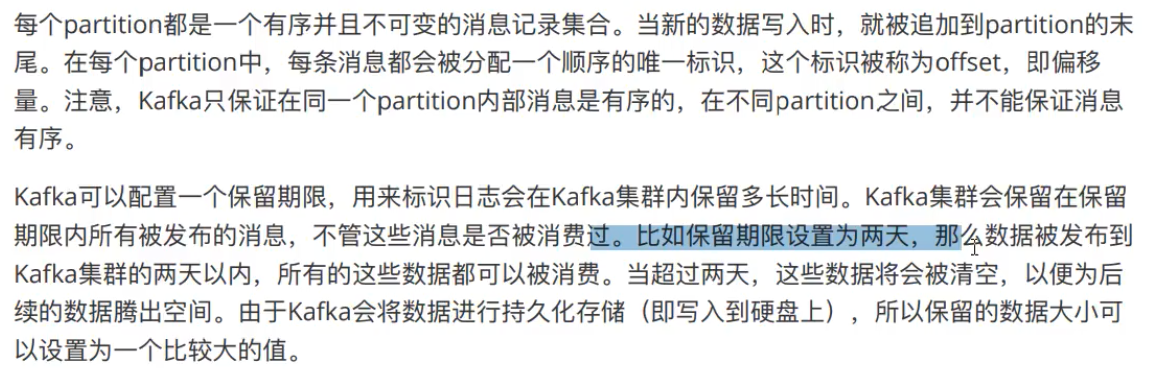 每个partition都是一个有序并且不可变的消息记录集合。当新的数据写入时，就被追加到partition的末
尾。在每个partition中，每条消息都会被分配一个顺序的唯一标识，这个标识被称为offset，即偏移
量。注意，Kafka只保证在同一个partition内部消息是有序的，在不同partition之间，并不能保证消息
有序。
Kafka可以配置一个保留期限，用来标识日志会在Kafka集群内保留多长时间。Kafka集群会保留在保留
期限内所有被发布的消息，不管这些消息是否被消费过。比如保留期限设置为两天，那么数据被发布到
Kafka集群的两天以内，所有的这些数据都可以被消费。当超过两天，这些数据将会被清空，以便为后
续的数据腾出空间。由于Kafka会将数据进行持久化存储（即写入到硬盘上），所以保留的数据大小可
以设置为一个比较大的值。